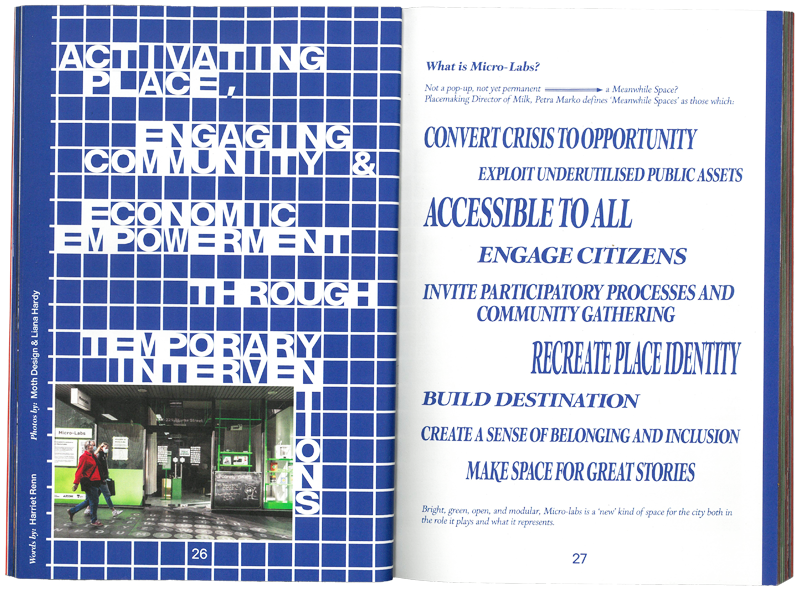 ACTIVATING
PLACE,
ENGAGING
COMMUNITY &
ECONOMIC
EMPOWERMENT
THROUGH
TEMPORARY
INTERVENTIONS
Words by: Harriet Renn
Photos by: Moth Design & Liana Hardy
Micro-Labs
26
What is Micro-Labs?
Not a pop-up, not yet permanent a Meanwhile Space?
Placemaking Director of Milk, Petra Marko defines 'Meanwhile Spaces' as those which:
CONVERT CRISIS TO OPPORTUNITY
EXPLOIT UNDERUTILISED PUBLIC ASSETS
ACCESSIBLE TO ALL
ENGAGE CITIZENS
INVITE PARTICIPATORY PROCESSES AND
COMMUNITY GATHERING
RECREATE PLACE IDENTITY
BUILD DESTINATION
CREATE A SENSE OF BELONGING AND INCLUSION
MAKE SPACE FOR GREAT STORIES
Bright, green, open, and modular, Micro-labs is a 'new' kind of space for the city both in
the role it plays and what it represents.
27